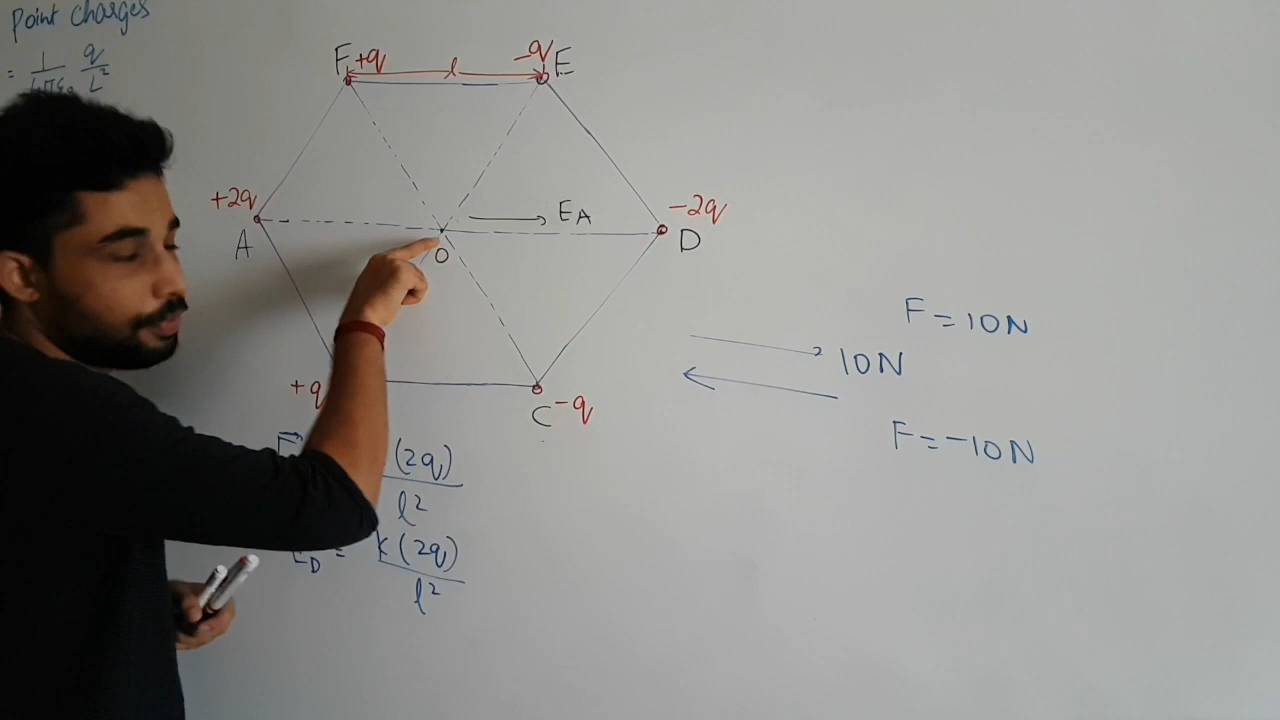 point charges
= 1/4πε₀ q/L²
F +q l -q E
+2q
A
O
E_A
-2q
D
+q
C -q
(2q)/l²
E_D = k(2q)/l²
F = 10N
10N
F = -10N